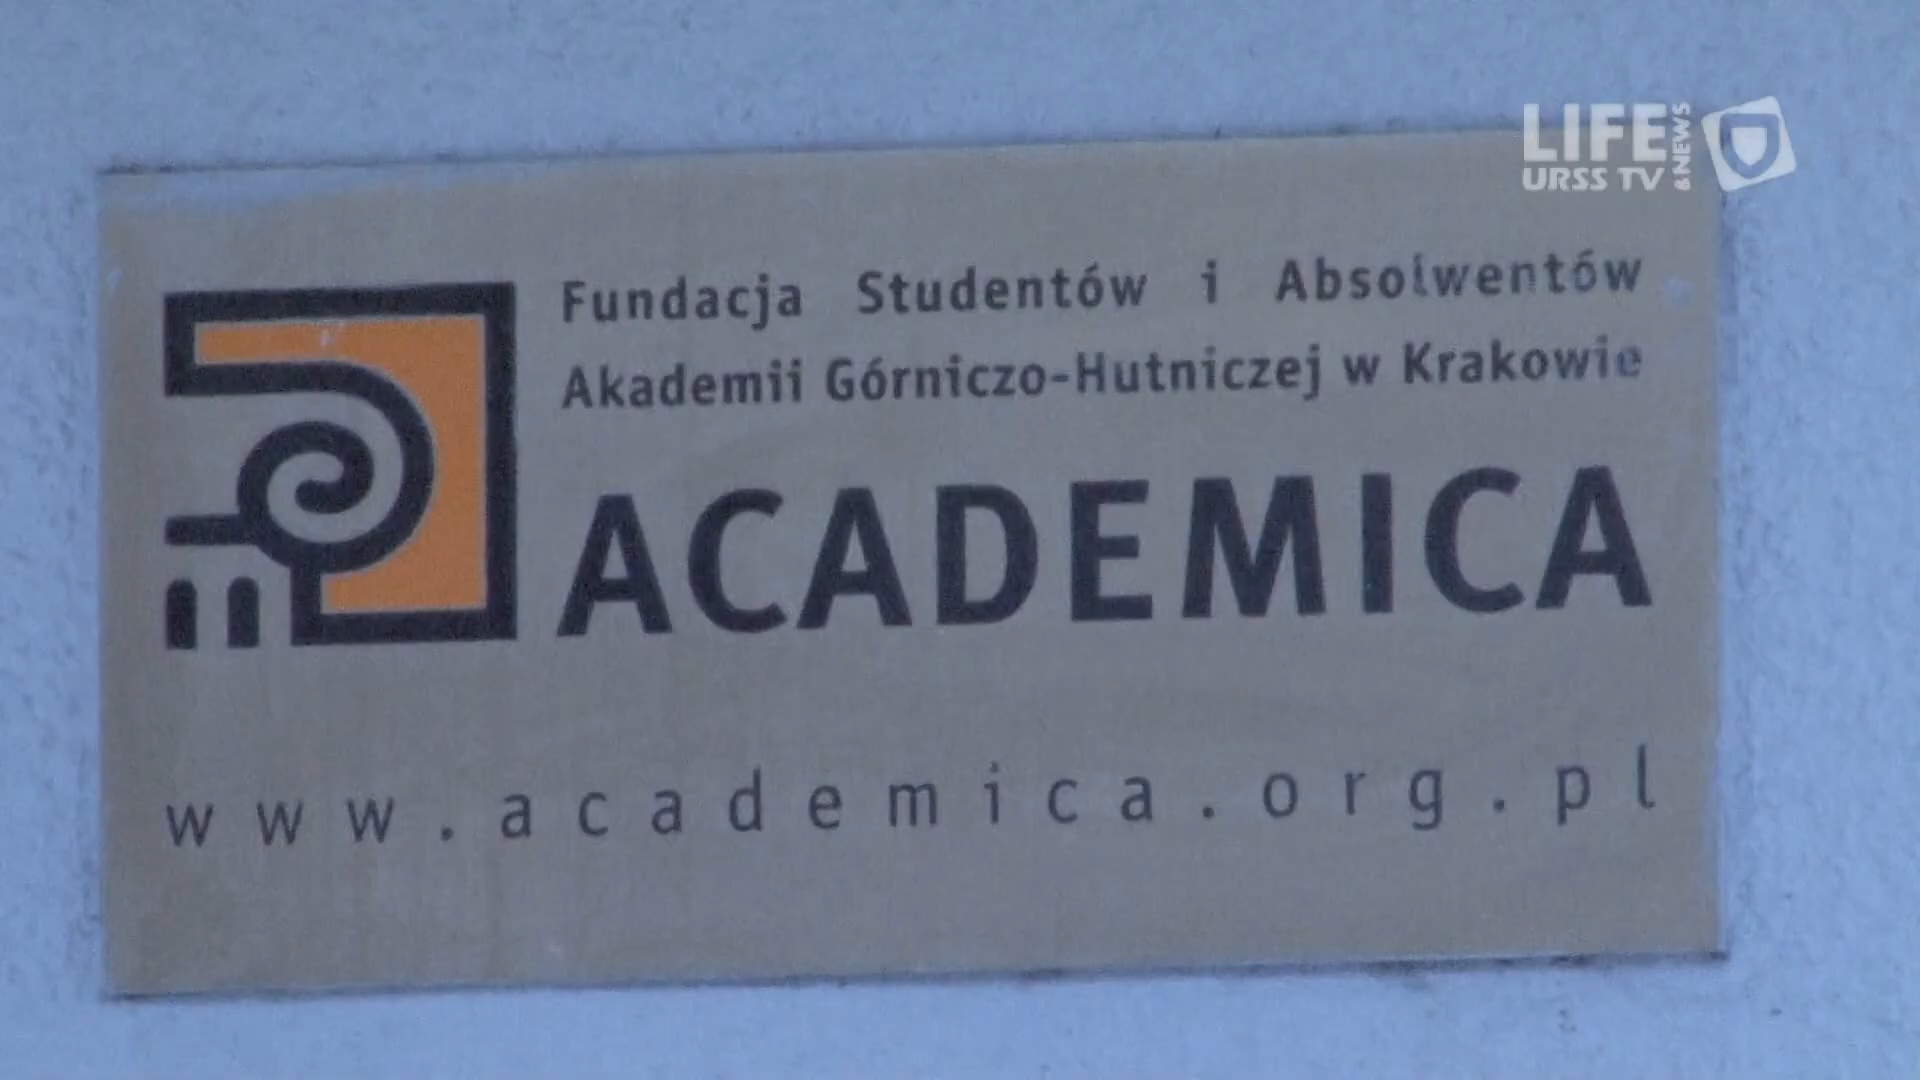 LIFE &NEWS
URSS TV
Fundacja Studentów i Absolwentów
Akademii Górniczo-Hutniczej w Krakowie
ACADEMICA
www.academica.org.pl